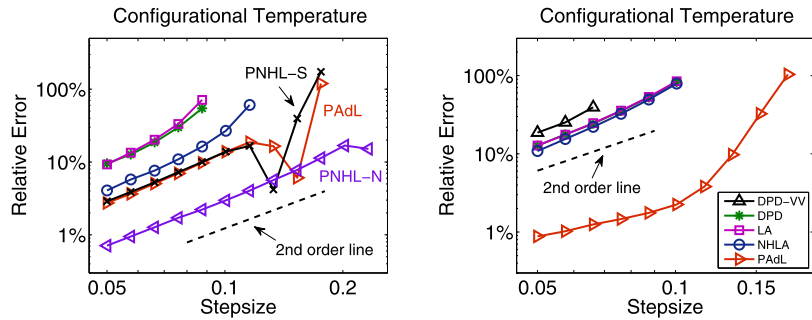 Configurational Temperature
Relative Error
100%
10%
1%
0.05
0.1
0.2
Stepsize
PNHL-S
PAdL
PNHL-N
2nd order line
Configurational Temperature
Relative Error
100%
10%
1%
0.05
0.1
0.15
Stepsize
2nd order line
DPD-VV
DPD
LA
NHLA
PAdL